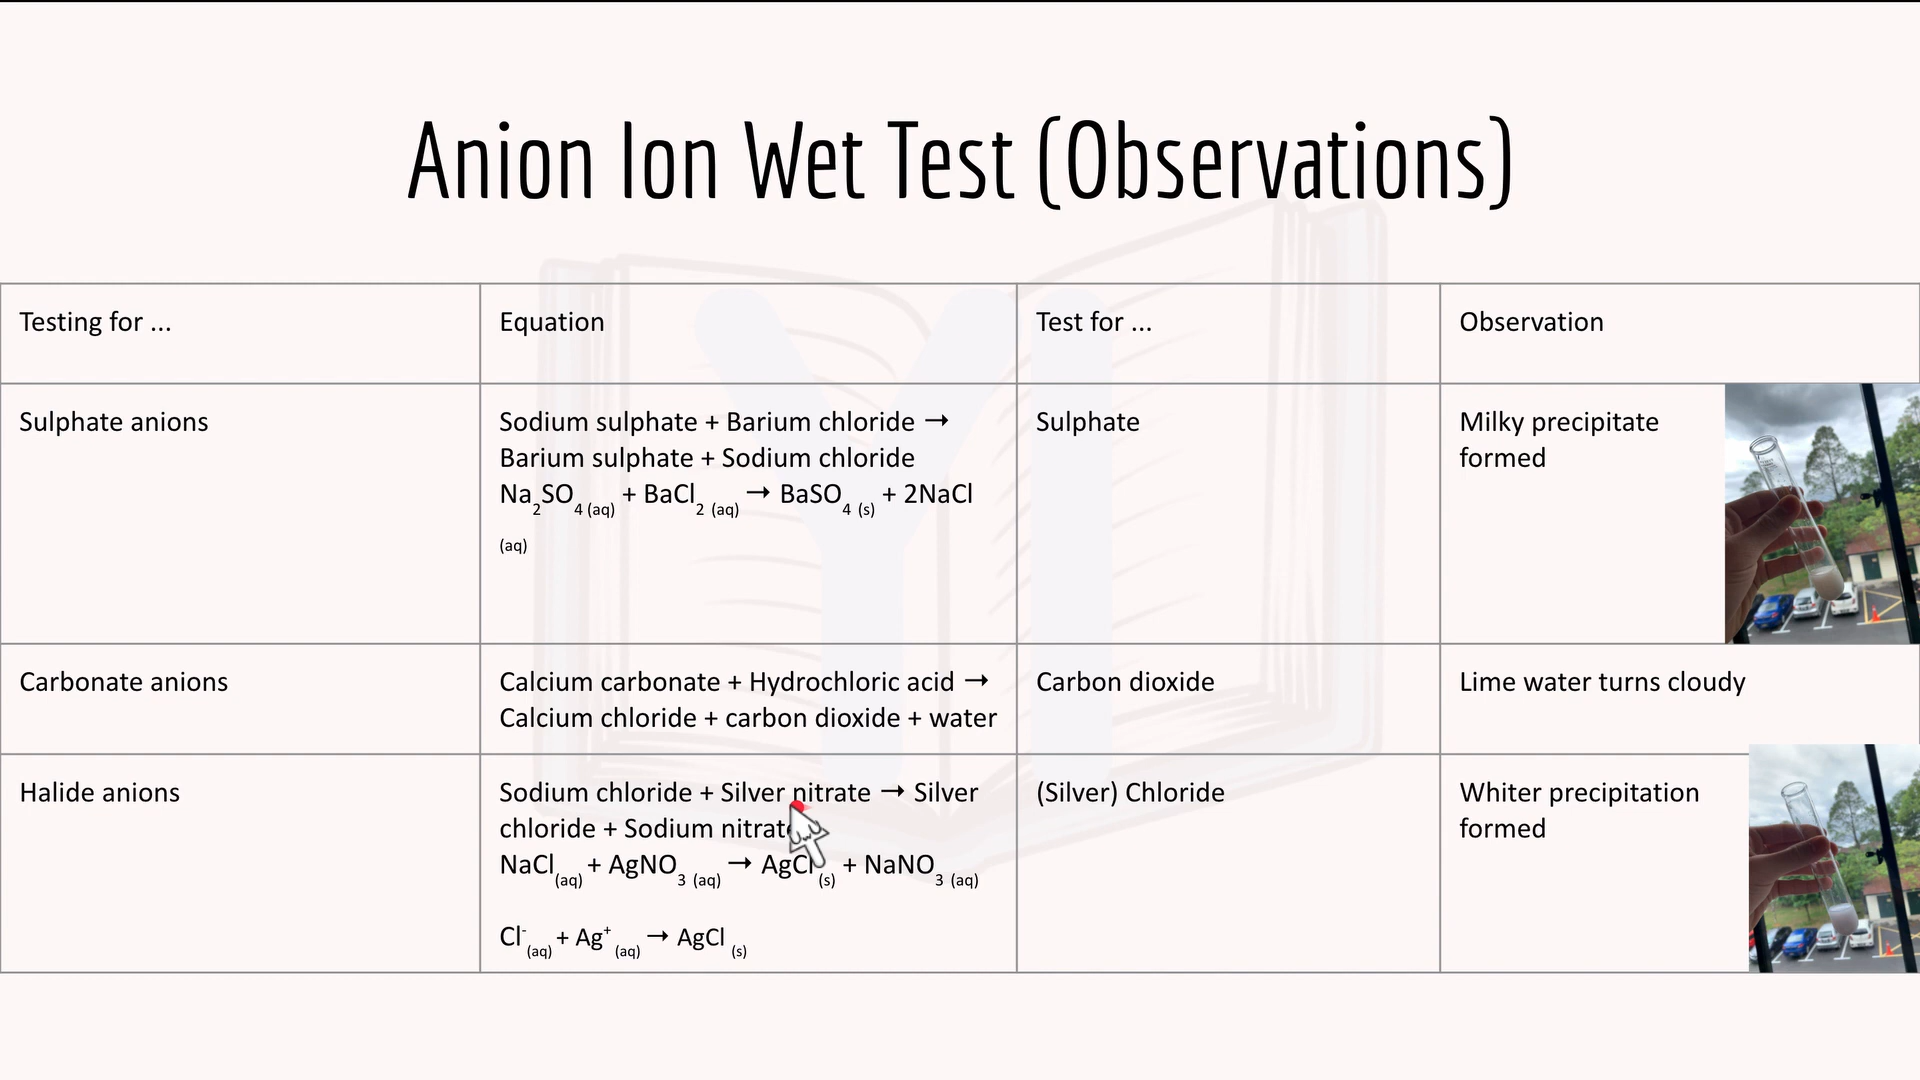 Anion Ion Wet Test (Observations)
Testing for ...
Equation
Test for ...
Observation
Sulphate anions
Sodium sulphate + Barium chloride →
Barium sulphate + Sodium chloride
Na₂SO₄ (aq) + BaCl₂ (aq) → BaSO₄ (s) + 2NaCl
(aq)
Sulphate
Milky precipitate
formed
Carbonate anions
Calcium carbonate + Hydrochloric acid →
Calcium chloride + carbon dioxide + water
Carbon dioxide
Lime water turns cloudy
Halide anions
Sodium chloride + Silver nitrate → Silver
chloride + Sodium nitrate
NaCl(aq) + AgNO₃ (aq) → AgCl (s) + NaNO₃ (aq)
Cl⁻(aq) + Ag⁺ (aq) → AgCl (s)
(Silver) Chloride
Whiter precipitation
formed
YI